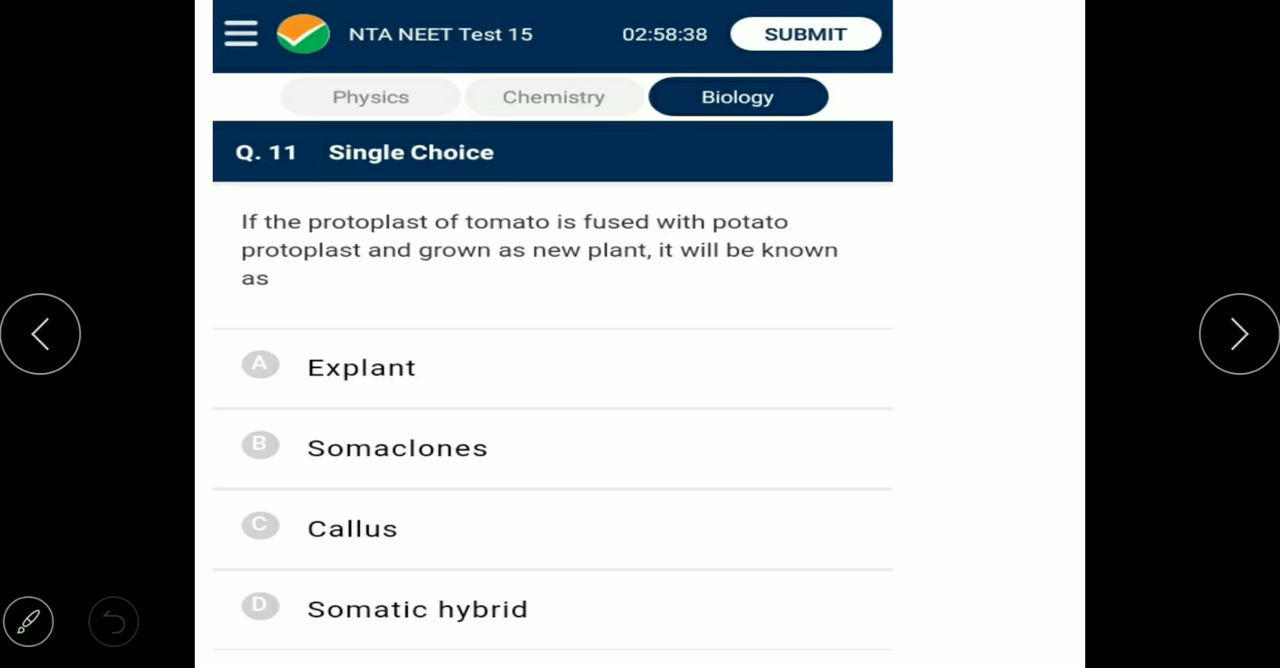 NTA NEET Test 15 02:58:38 SUBMIT
Physics Chemistry Biology
Q. 11 Single Choice
If the protoplast of tomato is fused with potato
protoplast and grown as new plant, it will be known
as
A Explant
B Somaclones
C Callus
D Somatic hybrid